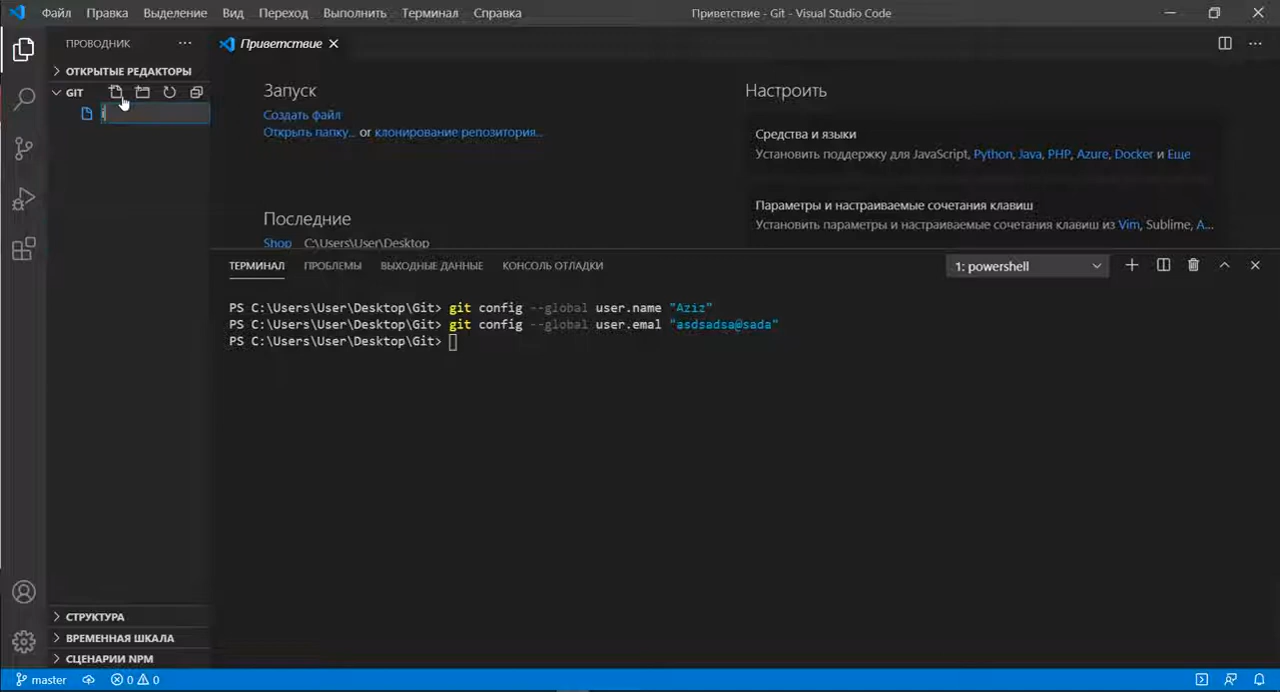 Файл Правка Выделение Вид Переход Выполнить Терминал Справка Приветствие - Git - Visual Studio Code
ПРОВОДНИК
Приветствие
ОТКРЫТЫЕ РЕДАКТОРЫ
GIT
i
Запуск
Создать файл
Открыть папку... or клонирование репозитория...
Последние
Shop C:\Users\User\Desktop
Настроить
Средства и языки
Установить поддержку для JavaScript, Python, Java, PHP, Azure, Docker и Еще
Параметры и настраиваемые сочетания клавиш
Установить параметры и настраиваемые сочетания клавиш из Vim, Sublime, A...
ТЕРМИНАЛ ПРОБЛЕМЫ ВЫХОДНЫЕ ДАННЫЕ КОНСОЛЬ ОТЛАДКИ 1: powershell
PS C:\Users\User\Desktop\Git> git config --global user.name "Aziz"
PS C:\Users\User\Desktop\Git> git config --global user.emal "asdsadsa@sada"
PS C:\Users\User\Desktop\Git>
СТРУКТУРА
ВРЕМЕННАЯ ШКАЛА
СЦЕНАРИИ NPM
master 0 0